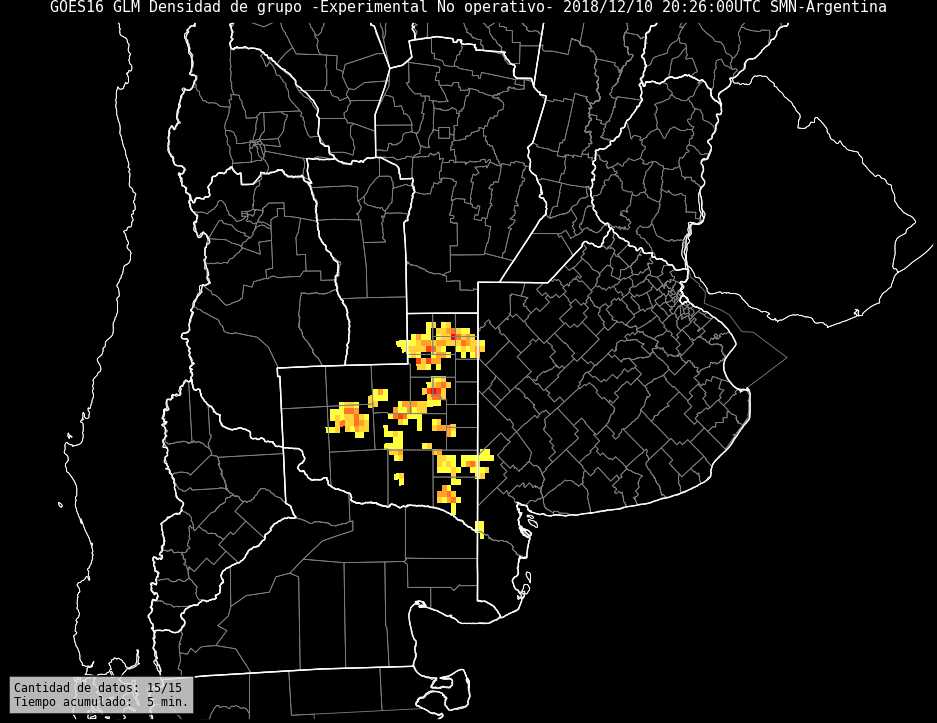 GOES16 GLM Densidad de grupo -Experimental No operativo- 2018/12/10 20:26:00UTC SMN-Argentina
Cantidad de datos: 15/15
Tiempo acumulado:  5 min.